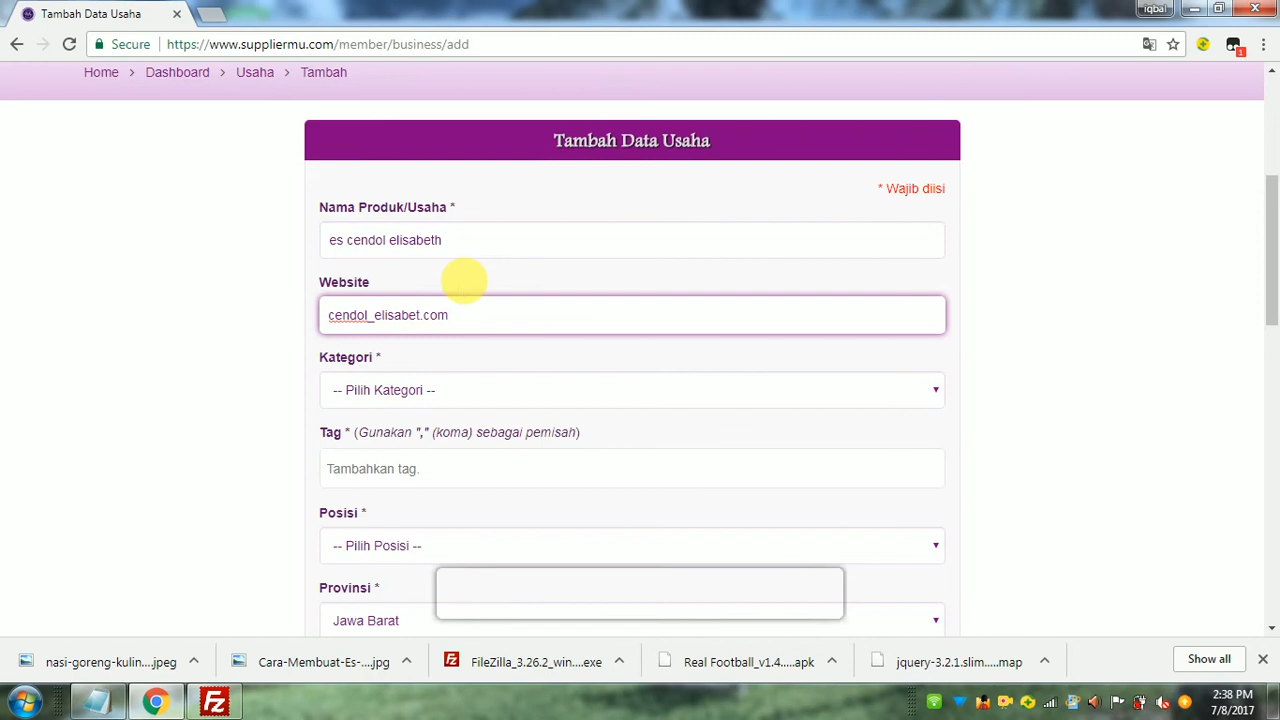 Tambah Data Usaha
iqbal
Secure https://www.suppliermu.com/member/business/add
Home > Dashboard > Usaha > Tambah
Tambah Data Usaha
* Wajib diisi
Nama Produk/Usaha *
es cendol elisabeth
Website
cendol_elisabet.com
Kategori *
-- Pilih Kategori --
Tag * (Gunakan "," (koma) sebagai pemisah)
Tambahkan tag.
Posisi *
-- Pilih Posisi --
Provinsi *
Jawa Barat
nasi-goreng-kulin....jpeg
Cara-Membuat-Es-....jpg
FileZilla_3.26.2_win....exe
Real Football_v1.4....apk
jquery-3.2.1.slim.....map
Show all
2:38 PM
7/8/2017